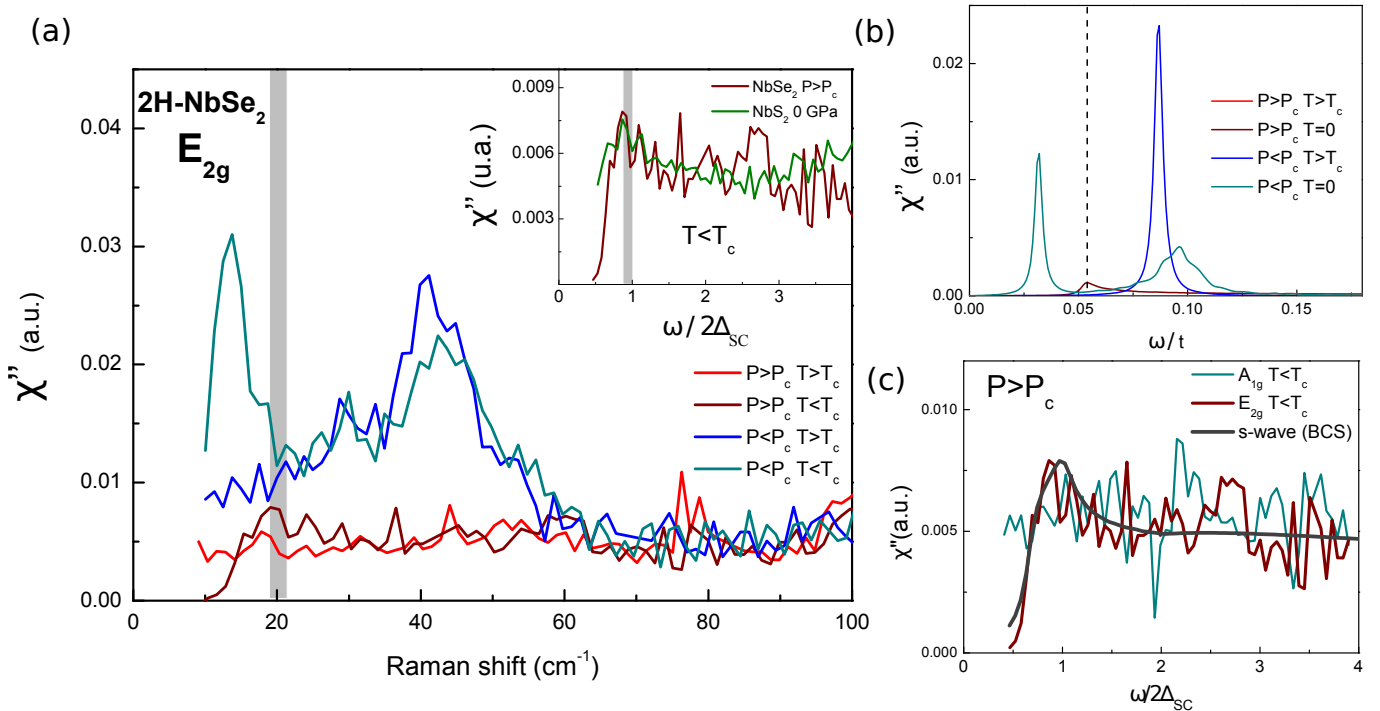 (a)
2H-NbSe₂
E₂g
χ’’ (a.u.)
0.04
0.03
0.02
0.01
0.00
0 20 40 60 80 100
Raman shift (cm⁻¹)
P>Pc T>Tc
P>Pc T<Tc
P<Pc T>Tc
P<Pc T<Tc
χ’’ (u.a.)
0.009
0.006
0.003
0 1 2 3
ω/ 2ΔSC
NbSe₂ P>Pc
NbS₂ 0 GPa
T<Tc
(b)
χ’’ (a.u.)
0.02
0.01
0.00
0.00 0.05 0.10 0.15
ω/t
P>Pc T>Tc
P>Pc T=0
P<Pc T>Tc
P<Pc T=0
(c)
P>Pc
A₁g T<Tc
E₂g T<Tc
s-wave (BCS)
χ’’(a.u.)
0.010
0.005
0.000
0 1 2 3 4
ω/2ΔSC